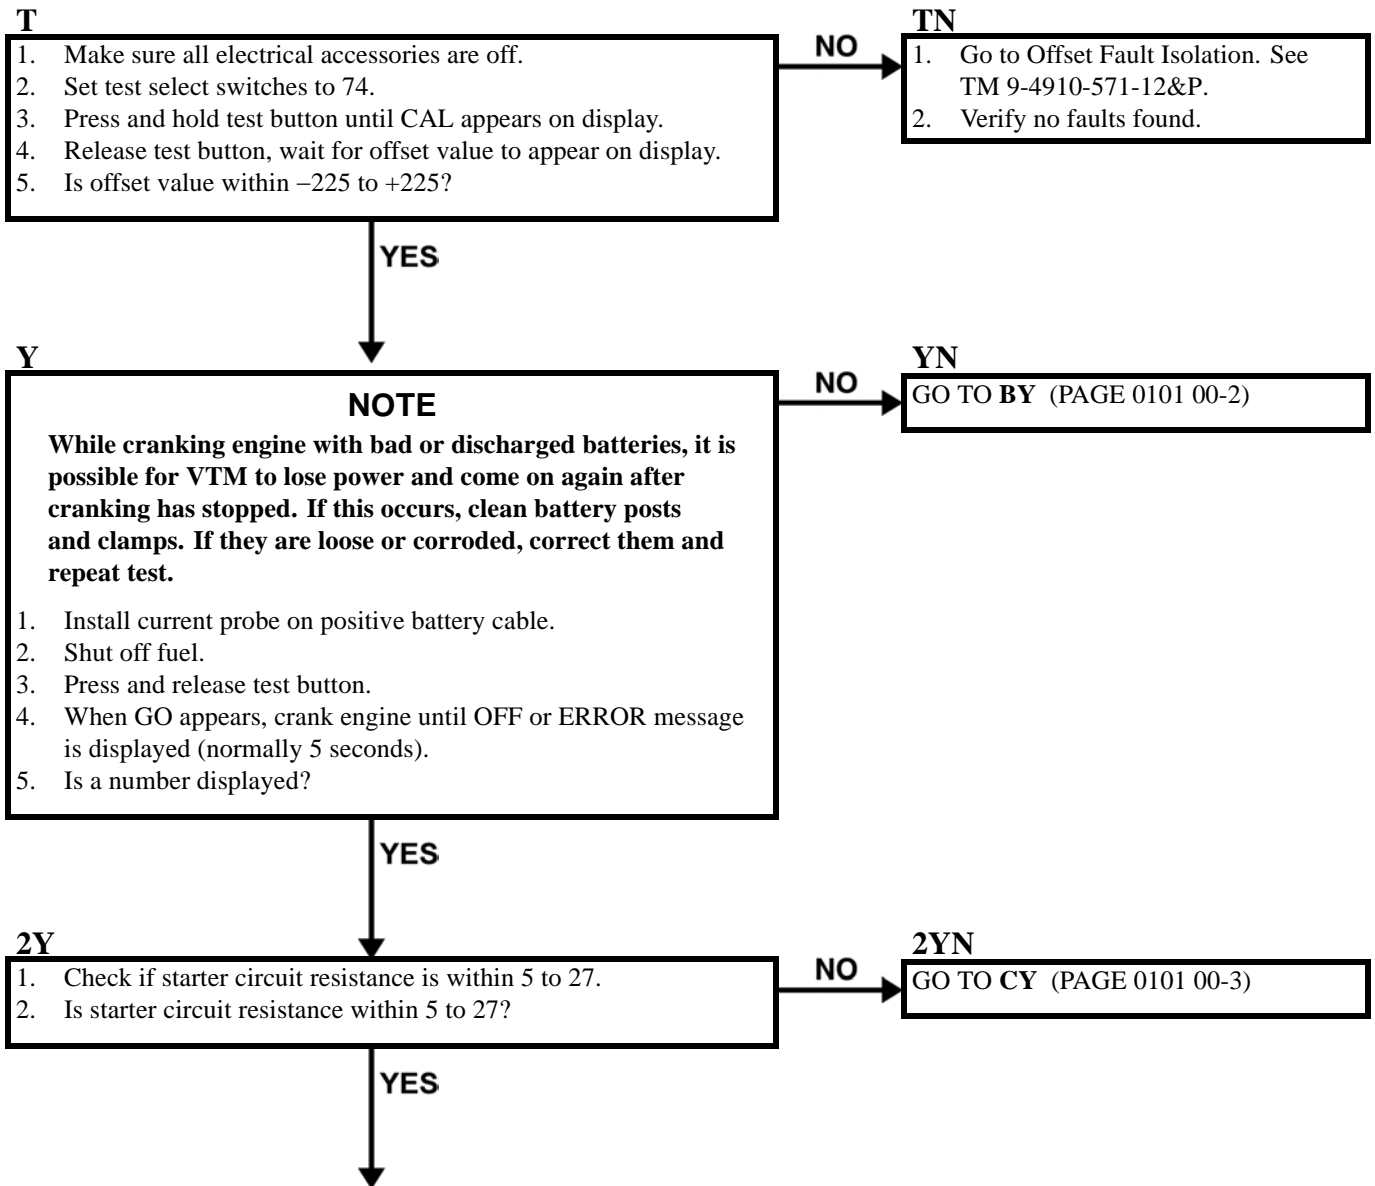 T
1. Make sure all electrical accessories are off.
2. Set test select switches to 74.
3. Press and hold test button until CAL appears on display.
4. Release test button, wait for offset value to appear on display.
5. Is offset value within −225 to +225?
NO
TN
1. Go to Offset Fault Isolation. See
TM 9-4910-571-12&P.
2. Verify no faults found.
YES
Y
NOTE
While cranking engine with bad or discharged batteries, it is
possible for VTM to lose power and come on again after
cranking has stopped. If this occurs, clean battery posts
and clamps. If they are loose or corroded, correct them and
repeat test.
1. Install current probe on positive battery cable.
2. Shut off fuel.
3. Press and release test button.
4. When GO appears, crank engine until OFF or ERROR message
is displayed (normally 5 seconds).
5. Is a number displayed?
NO
YN
GO TO BY (PAGE 0101 00-2)
YES
2Y
1. Check if starter circuit resistance is within 5 to 27.
2. Is starter circuit resistance within 5 to 27?
NO
2YN
GO TO CY (PAGE 0101 00-3)
YES